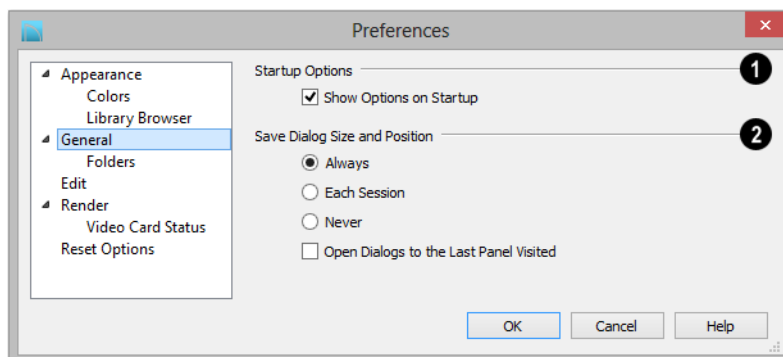 Preferences
Appearance
Colors
Library Browser
General
Folders
Edit
Render
Video Card Status
Reset Options
Startup Options 1
Show Options on Startup
Save Dialog Size and Position 2
Always
Each Session
Never
Open Dialogs to the Last Panel Visited
OK Cancel Help